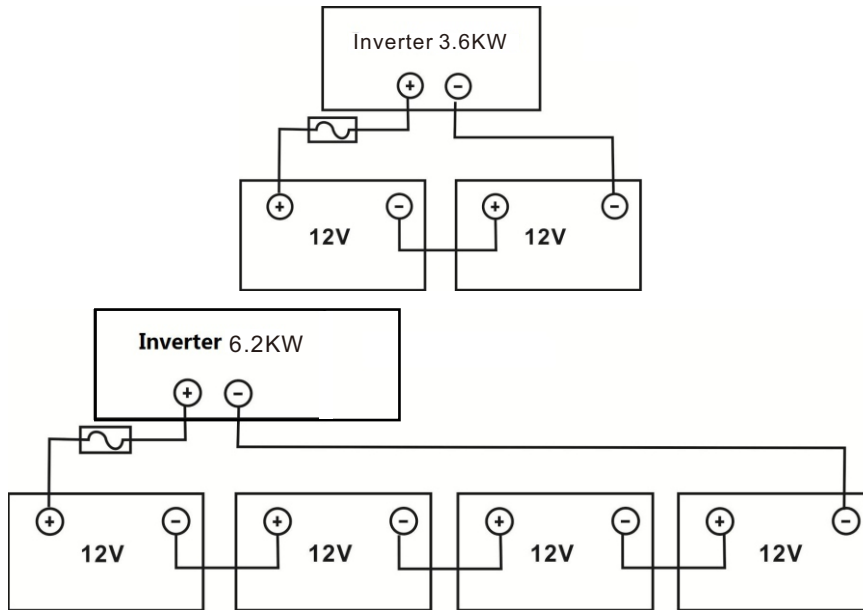 Inverter 3.6KW
+ −
+ − + −
12V 12V
Inverter 6.2KW
+ −
+ − + − + − + −
12V 12V 12V 12V